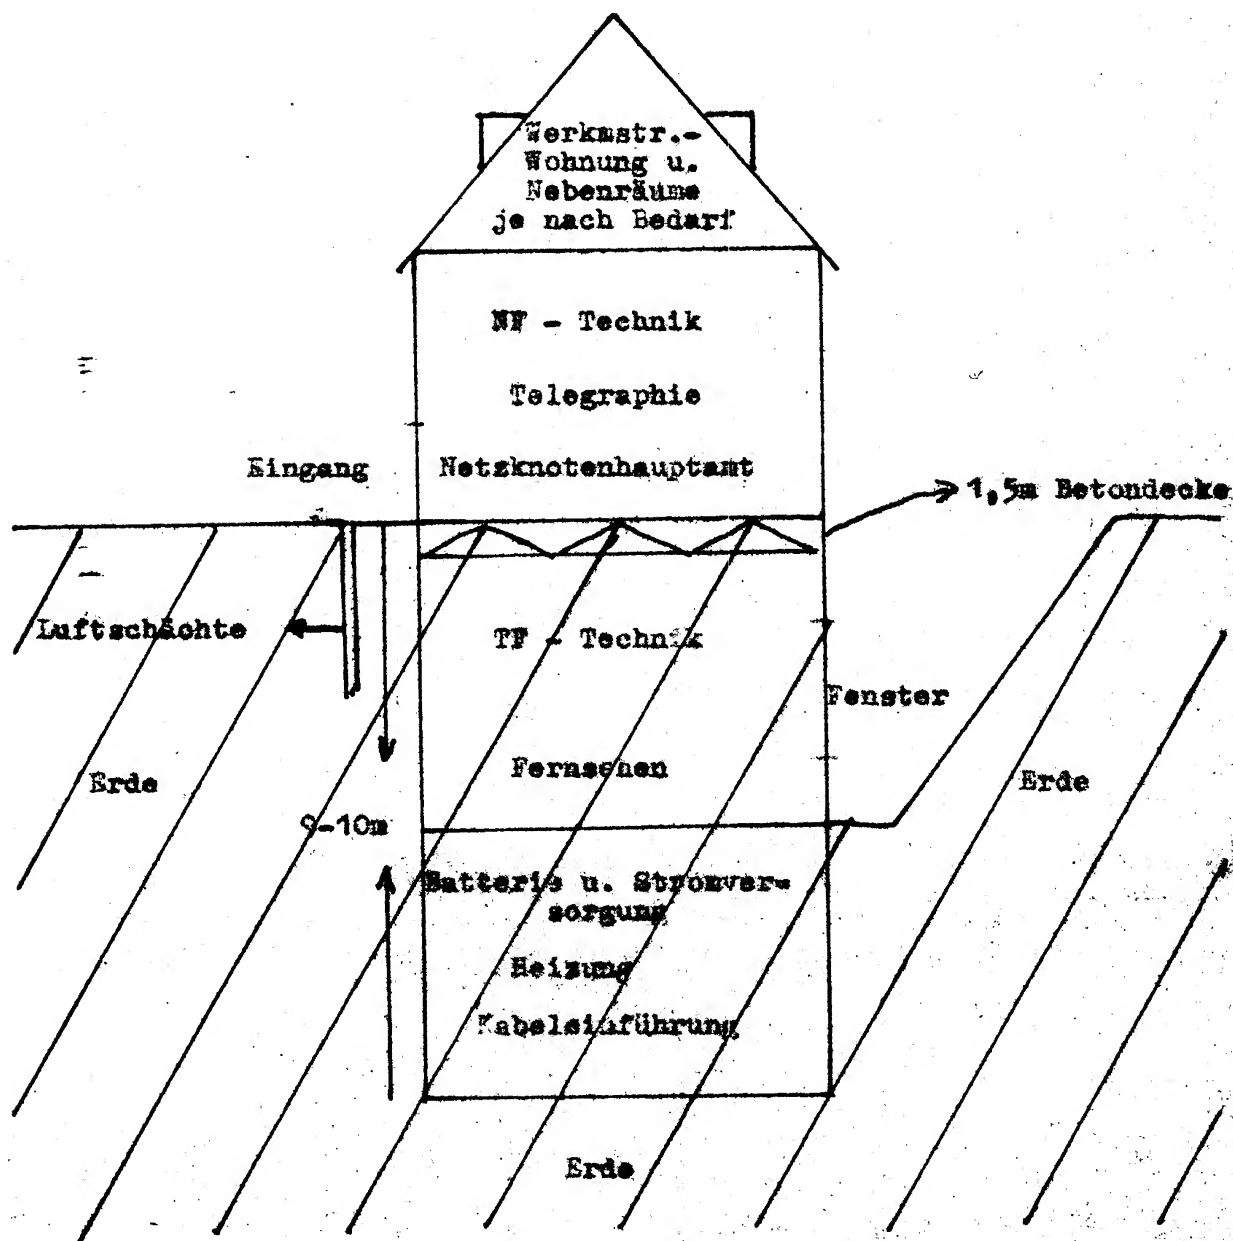 Werkmstr.-
Wohnung u.
Nebenräume
je nach Bedarf
NF - Technik
Telegraphie
Eingang
Netzknotenhauptamt
1,5m Betondecke
Luftschächte
TF - Technik
Fenster
Fernsehen
Erde
Erde
9-10m
Batterie u. Stromver-
sorgung
Heizung
Kabeleinführung
Erde